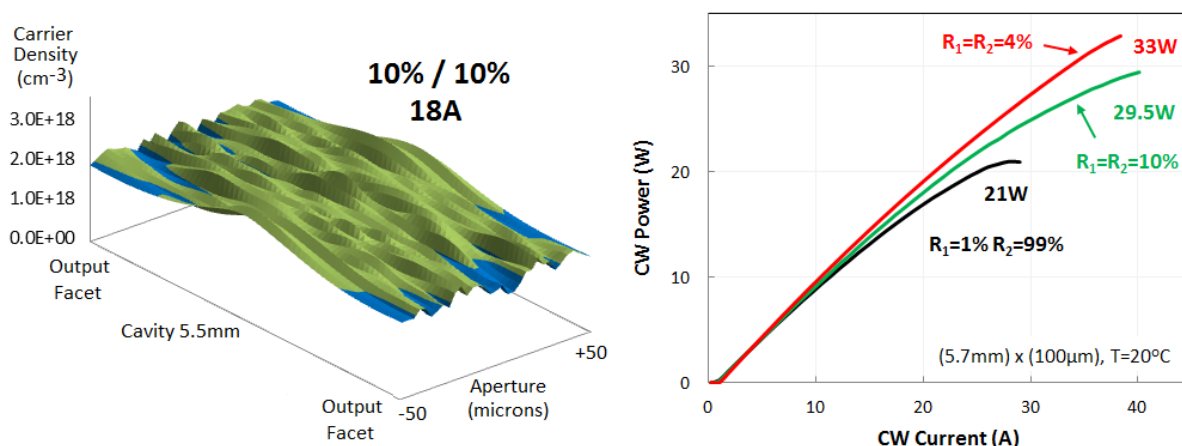 Carrier
Density
(cm-3)
10% / 10%
18A
3.0E+18
2.0E+18
1.0E+18
0.0E+00
Output
Facet
Cavity 5.5mm
Output
Facet
-50
Aperture
(microns)
+50
CW Power (W)
30
20
10
0
R₁=R₂=4%
33W
29.5W
R₁=R₂=10%
21W
R₁=1% R₂=99%
(5.7mm) x (100µm), T=20ºC
0
10
20
30
40
CW Current (A)